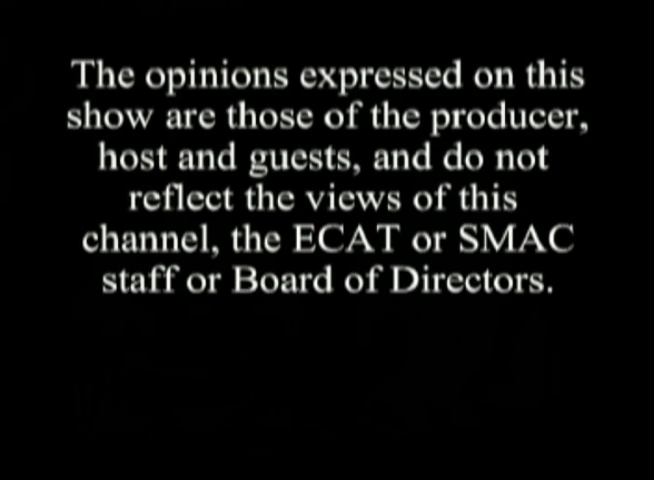 The opinions expressed on this
show are those of the producer,
host and guests, and do not
reflect the views of this
channel, the ECAT or SMAC
staff or Board of Directors.